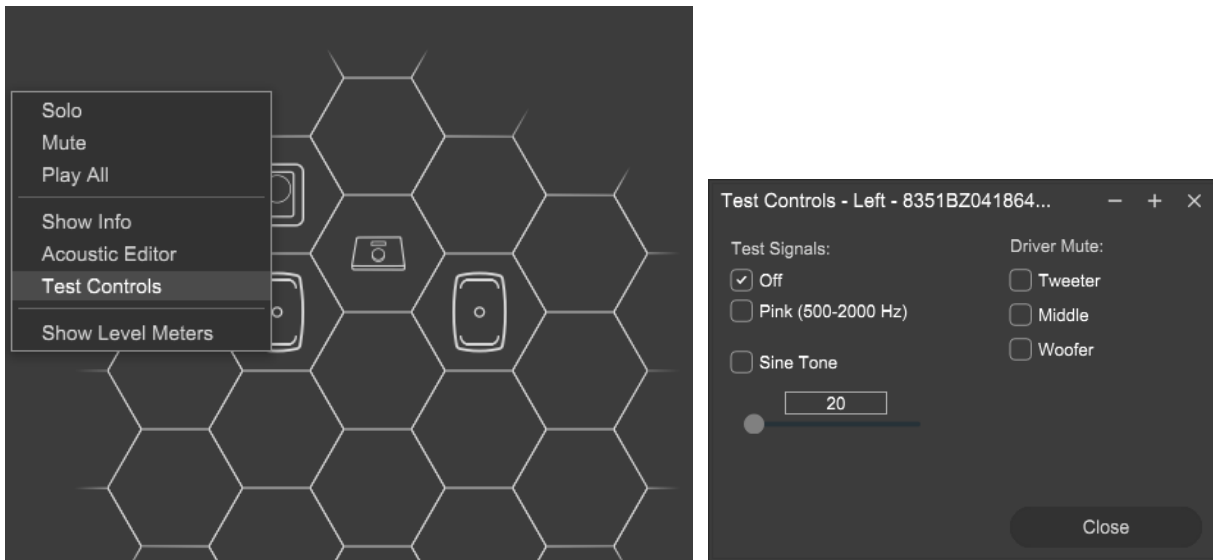 Solo
Mute
Play All
Show Info
Acoustic Editor
Test Controls
Show Level Meters
Test Controls - Left - 8351BZ041864...
Test Signals:
Off
Pink (500-2000 Hz)
Sine Tone
20
Driver Mute:
Tweeter
Middle
Woofer
Close